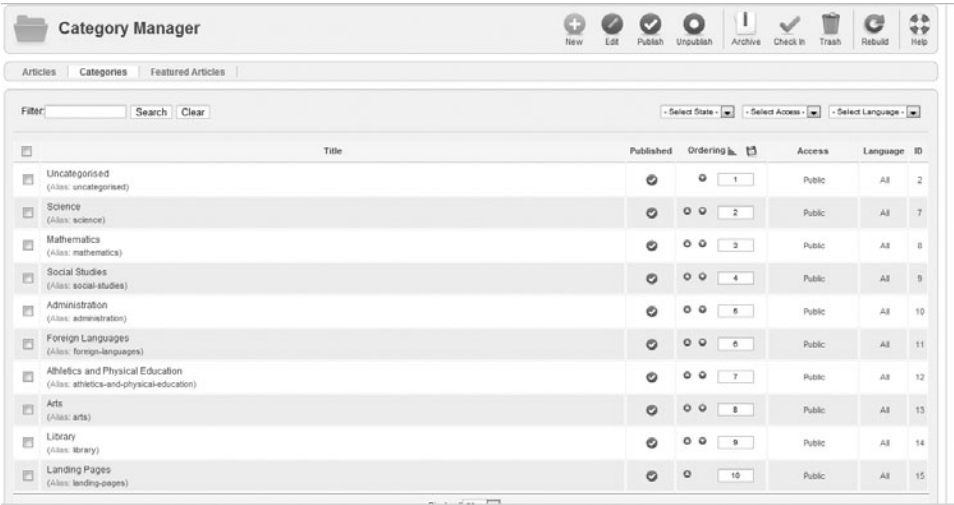 Category Manager
New Edit Publish Unpublish Archive Check In Trash Rebuild Help
Articles Categories Featured Articles
Filter: Search Clear - Select State - - Select Access - - Select Language -
Title Published Ordering Access Language ID
Uncategorised
(Alias: uncategorised)
1 Public All 2
Science
(Alias: science)
2 Public All 7
Mathematics
(Alias: mathematics)
3 Public All 8
Social Studies
(Alias: social-studies)
4 Public All 9
Administration
(Alias: administration)
5 Public All 10
Foreign Languages
(Alias: foreign-languages)
6 Public All 11
Athletics and Physical Education
(Alias: athletics-and-physical-education)
7 Public All 12
Arts
(Alias: arts)
8 Public All 13
Library
(Alias: library)
9 Public All 14
Landing Pages
(Alias: landing-pages)
10 Public All 15